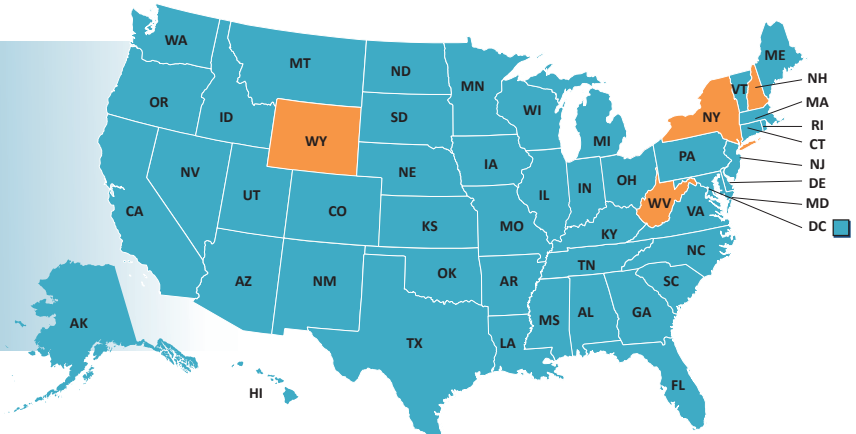 WA
MT
ND
MN
ME
VT
NH
OR
ID
SD
WI
MI
NY
MA
RI
WY
CT
NV
NE
IA
PA
NJ
UT
CO
IL
IN
OH
DE
CA
KS
MO
WV
VA
MD
KY
DC
AZ
NM
OK
AR
TN
NC
SC
AK
TX
LA
MS
AL
GA
HI
FL